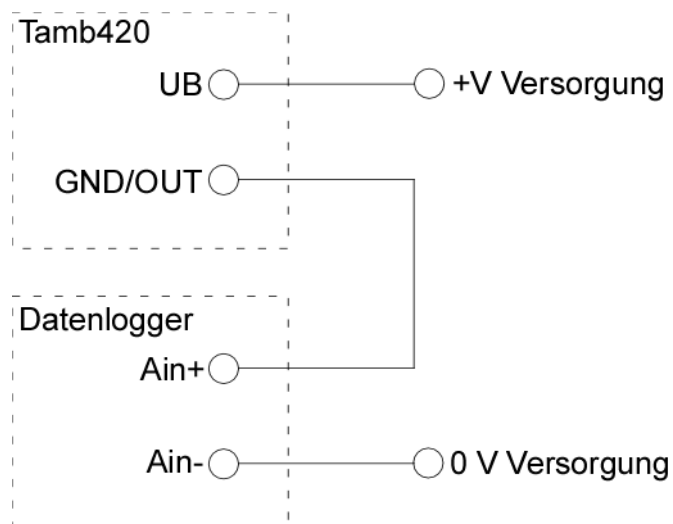 Tamb420
UB
+V Versorgung
GND/OUT
Datenlogger
Ain+
Ain-
0 V Versorgung